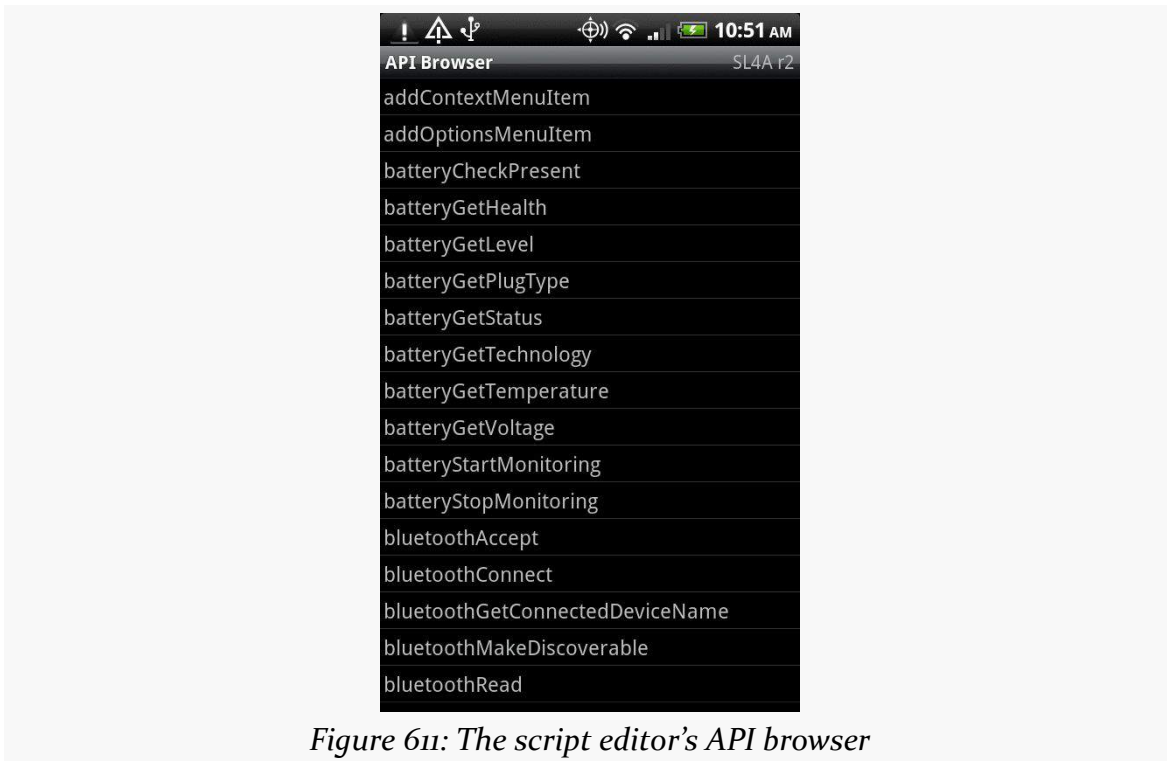 10:51 AM
API Browser SL4A r2
addContextMenuItem
addOptionsMenuItem
batteryCheckPresent
batteryGetHealth
batteryGetLevel
batteryGetPlugType
batteryGetStatus
batteryGetTechnology
batteryGetTemperature
batteryGetVoltage
batteryStartMonitoring
batteryStopMonitoring
bluetoothAccept
bluetoothConnect
bluetoothGetConnectedDeviceName
bluetoothMakeDiscoverable
bluetoothRead
Figure 611: The script editor's API browser